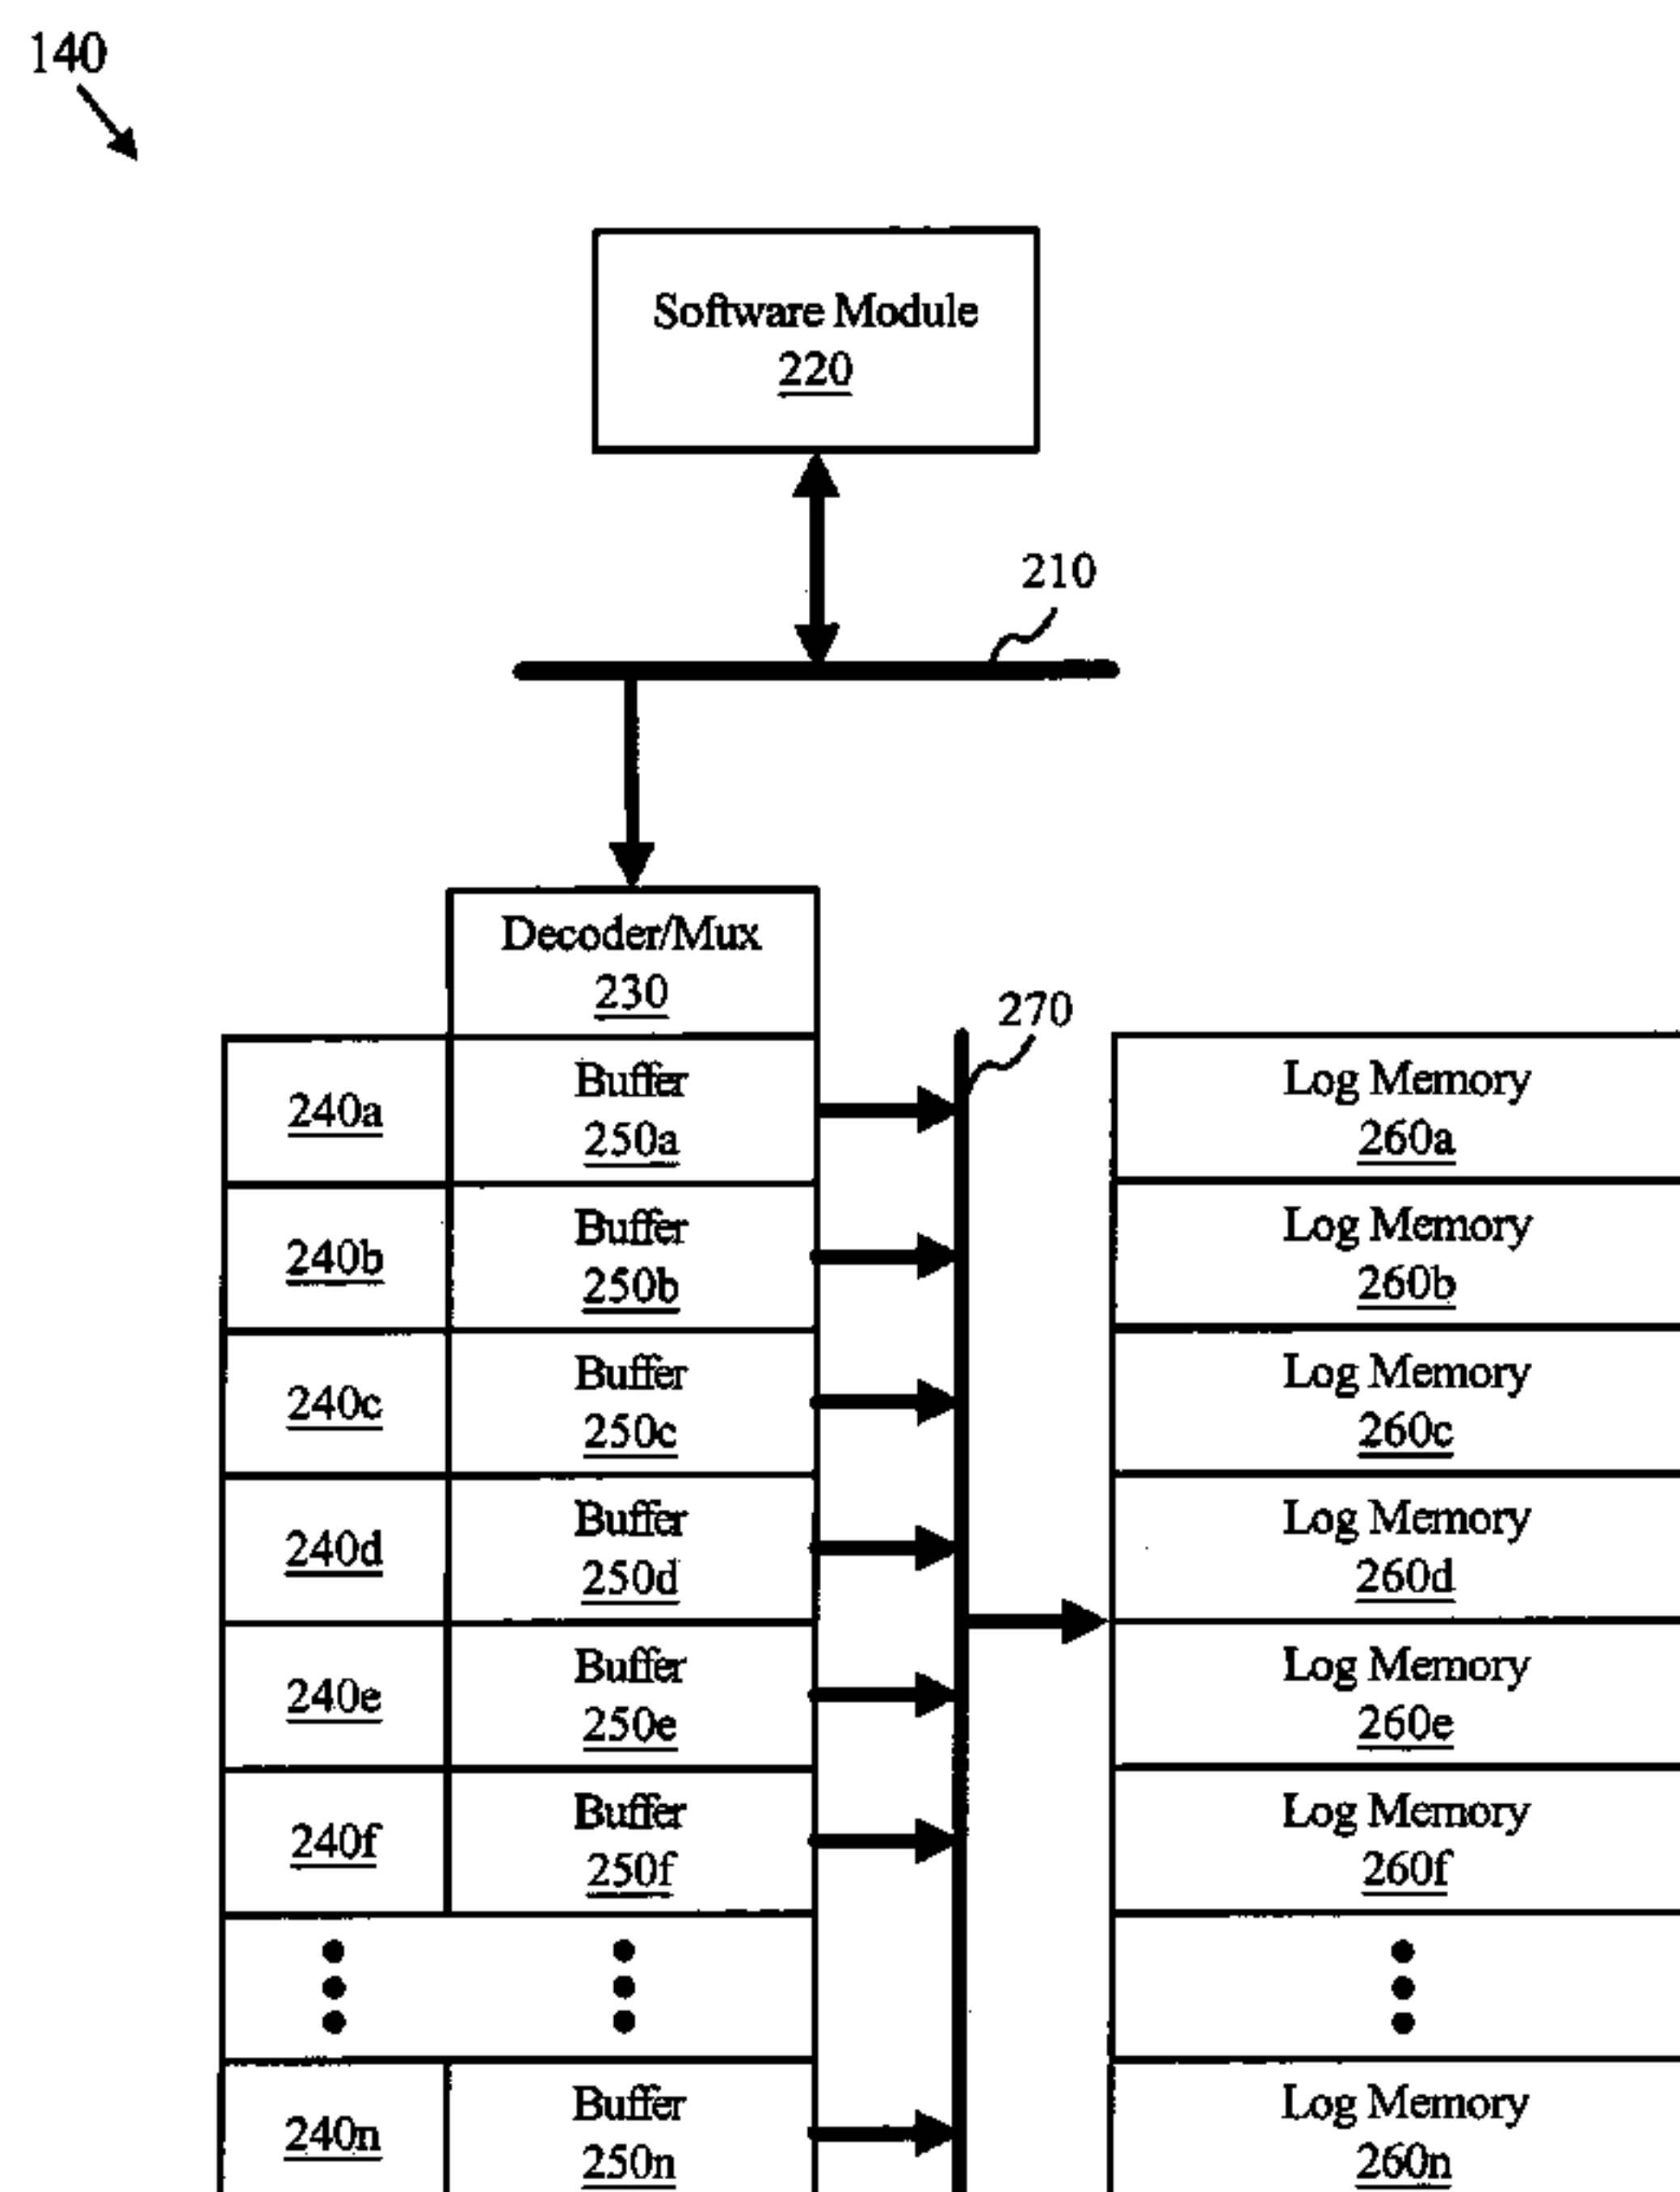 140
Software Module
220
210
Decoder/Mux
230
270
240a
Buffer
250a
Log Memory
260a
240b
Buffer
250b
Log Memory
260b
240c
Buffer
250c
Log Memory
260c
240d
Buffer
250d
Log Memory
260d
240e
Buffer
250e
Log Memory
260e
240f
Buffer
250f
Log Memory
260f
240n
Buffer
250n
Log Memory
260n